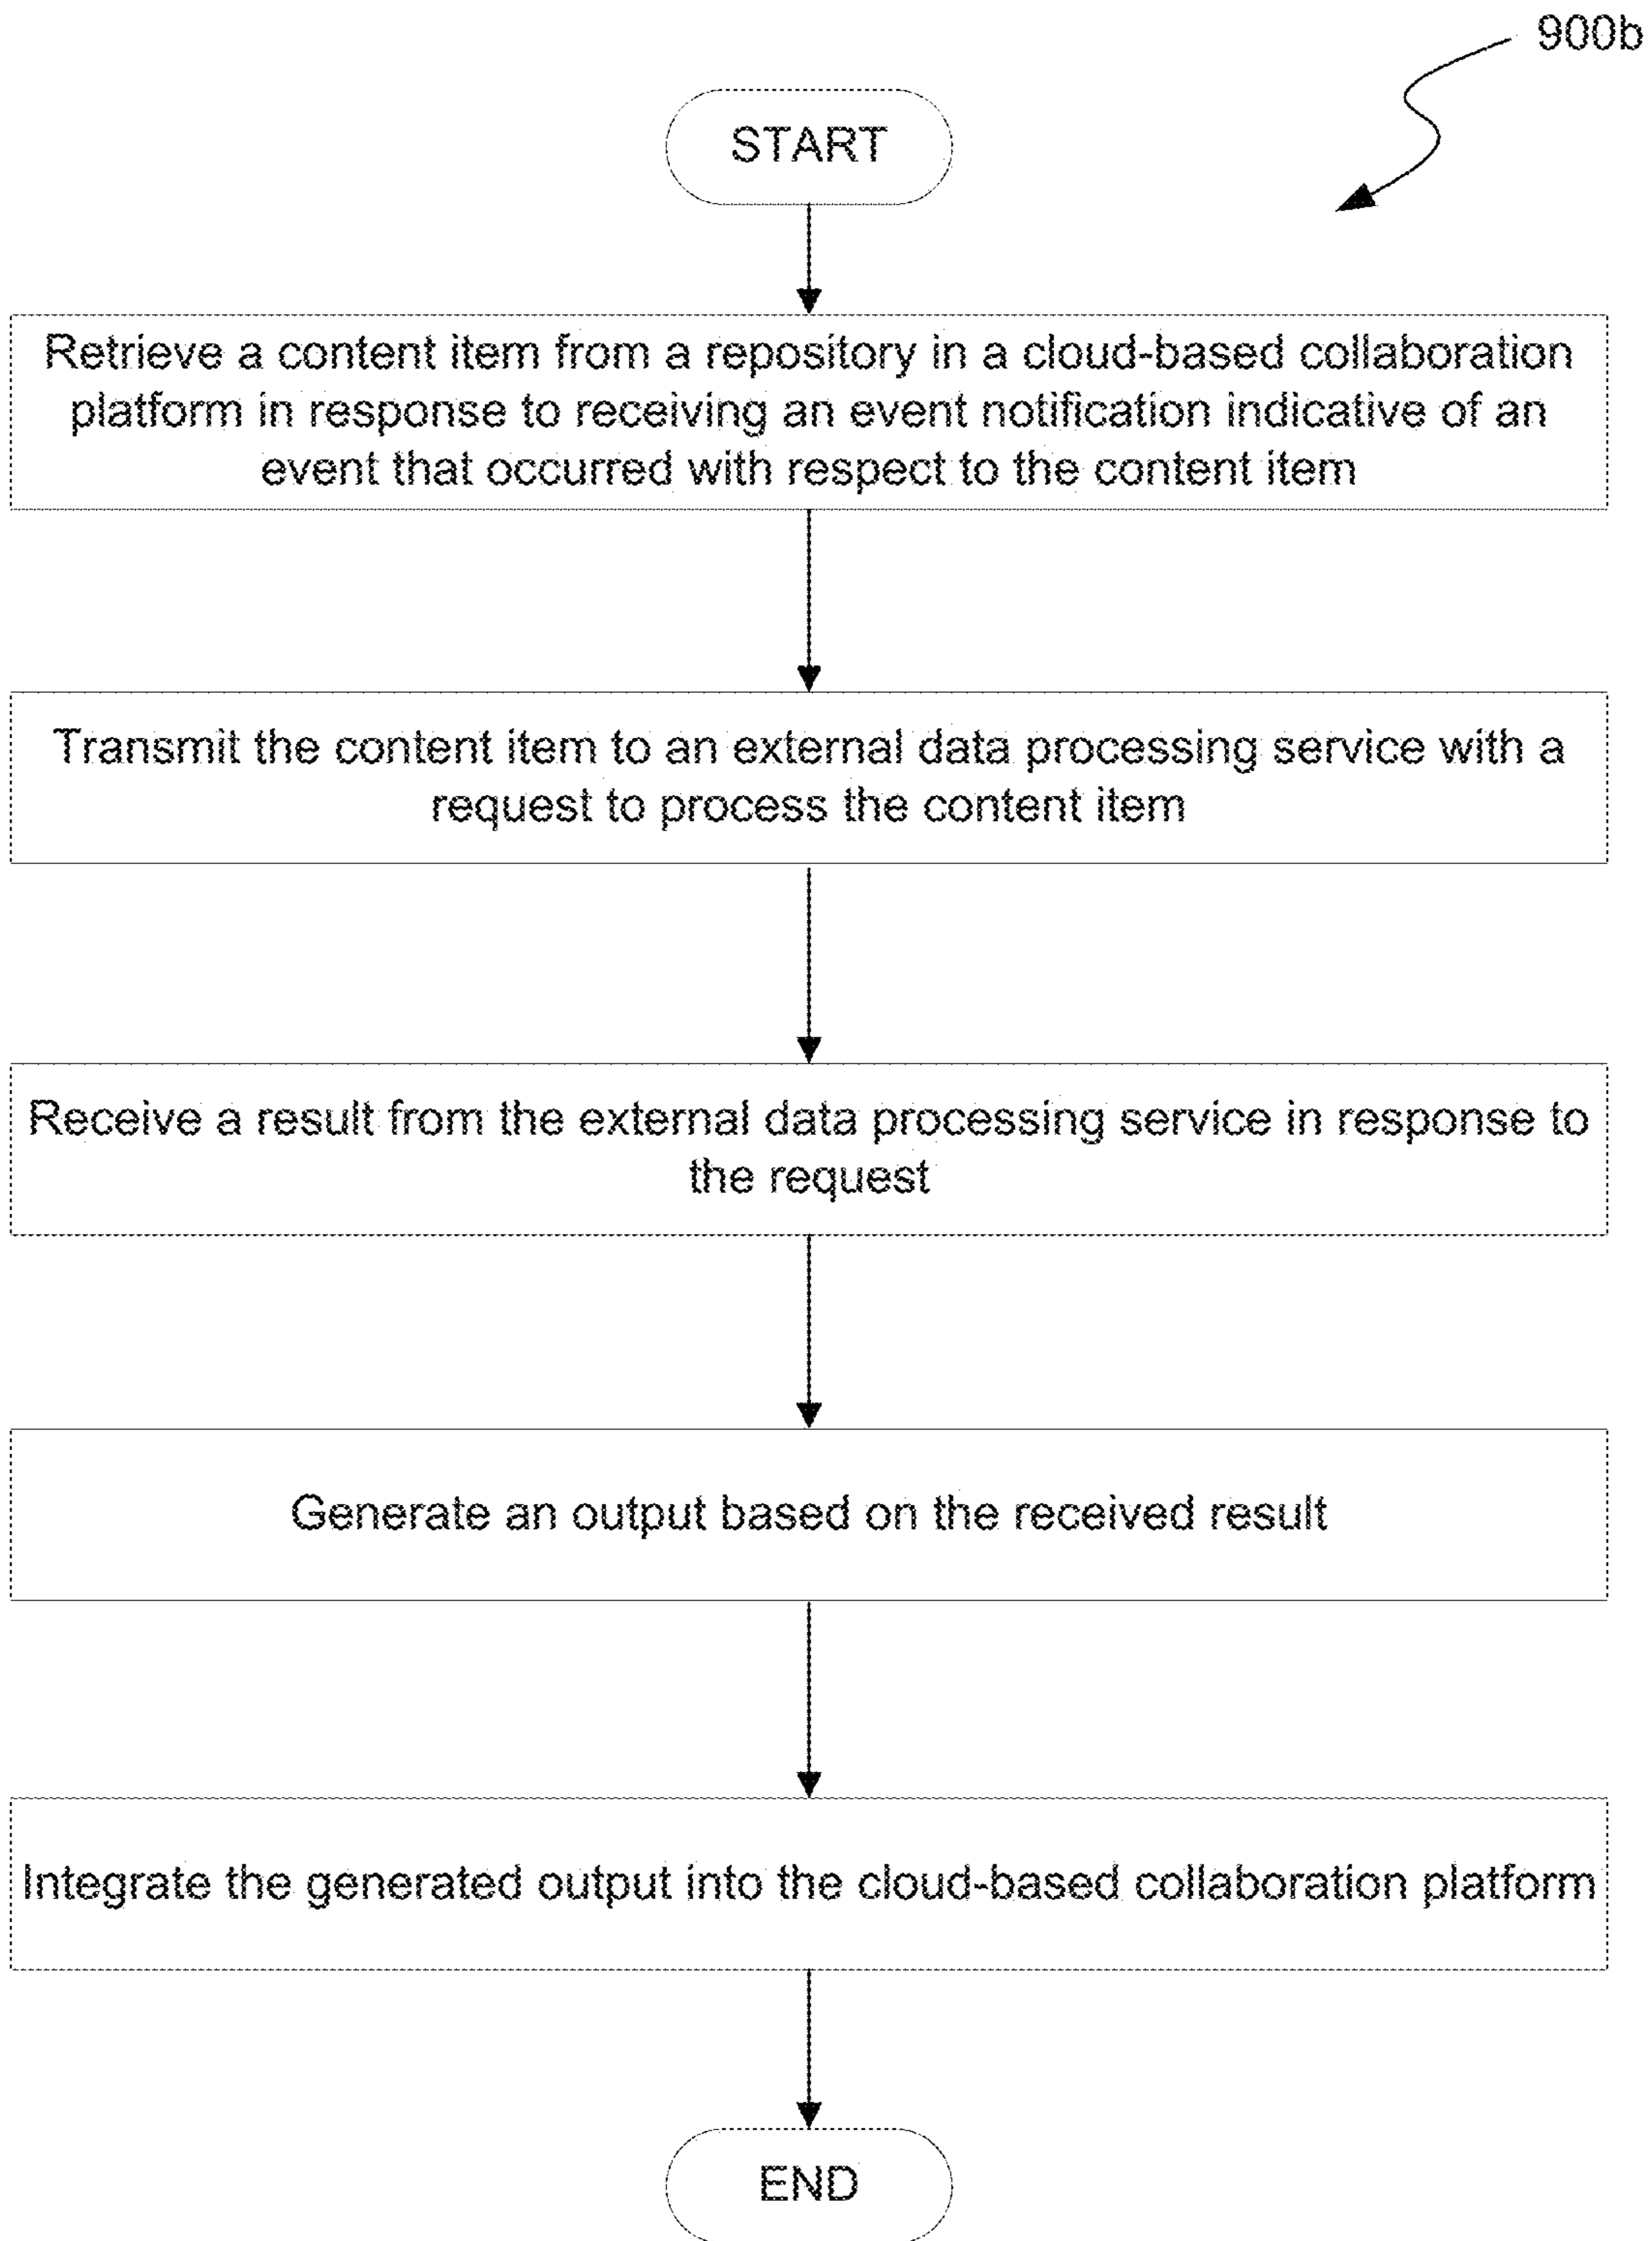 900b
START
Retrieve a content item from a repository in a cloud-based collaboration
platform in response to receiving an event notification indicative of an
event that occurred with respect to the content item
Transmit the content item to an external data processing service with a
request to process the content item
Receive a result from the external data processing service in response to
the request
Generate an output based on the received result
Integrate the generated output into the cloud-based collaboration platform
END